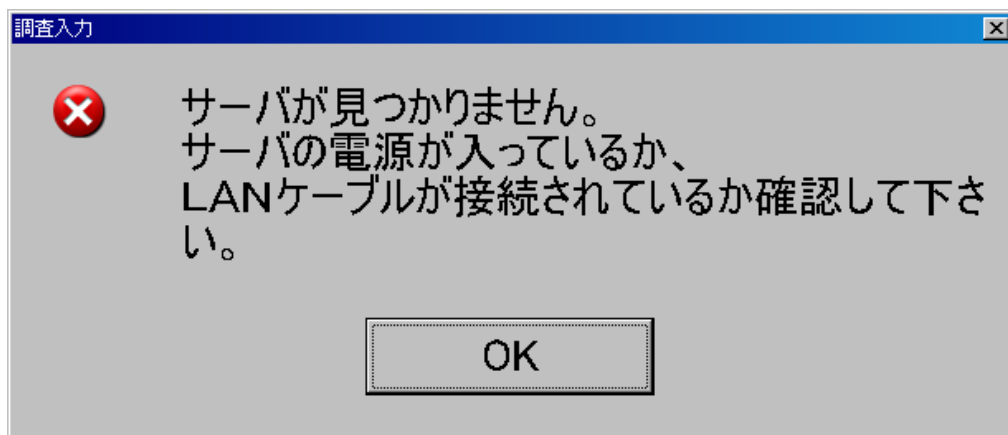 調査入力
サーバが見つかりません。
サーバの電源が入っているか、
LANケーブルが接続されているか確認して下さ
い。
OK